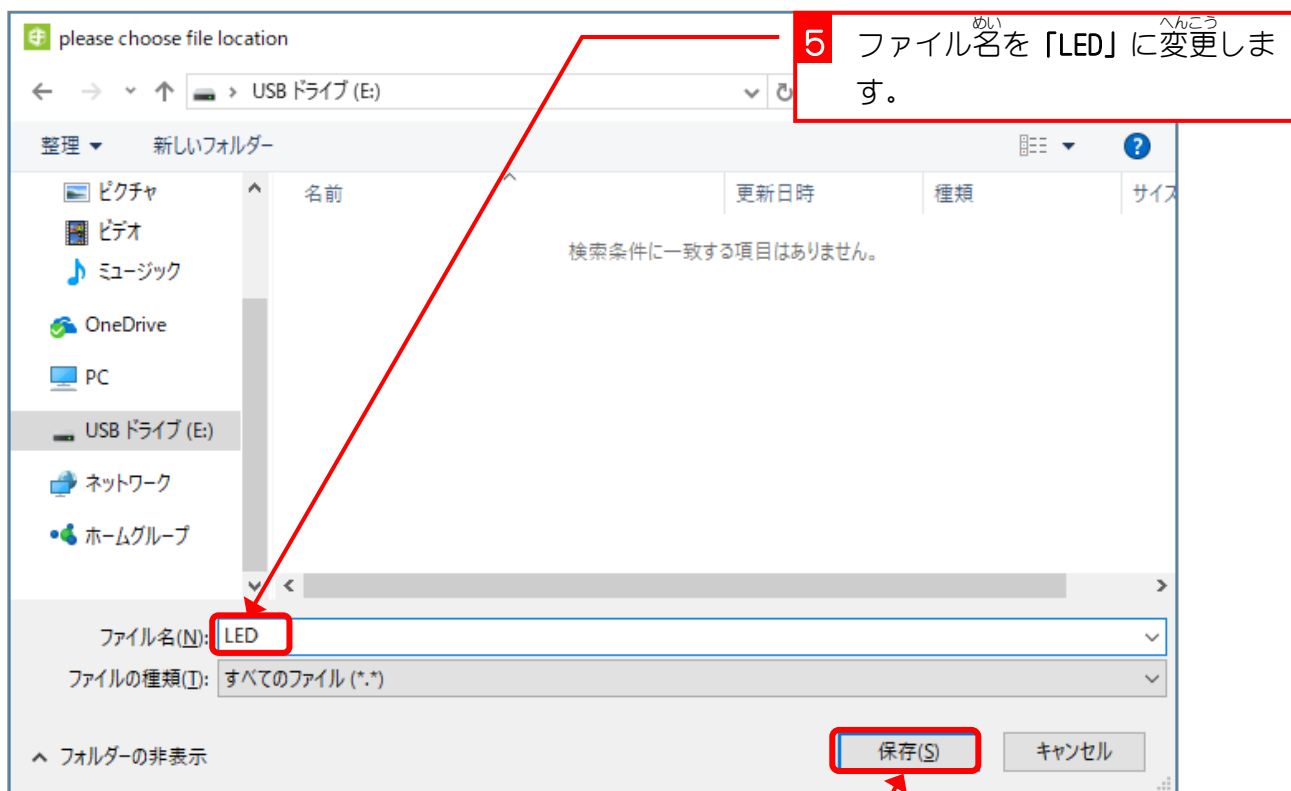 please choose file location
5 ファイル名を「LED」に変更しま
めい へんこう
す。
USB ドライブ (E:)
整理 新しいフォルダー
名前 更新日時 種類 サイズ
検索条件に一致する項目はありません。
ピクチャ
ビデオ
ミュージック
OneDrive
PC
USB ドライブ (E:)
ネットワーク
ホームグループ
ファイル名(N): LED
ファイルの種類(T): すべてのファイル (*.*)
フォルダーの非表示
保存(S) キャンセル